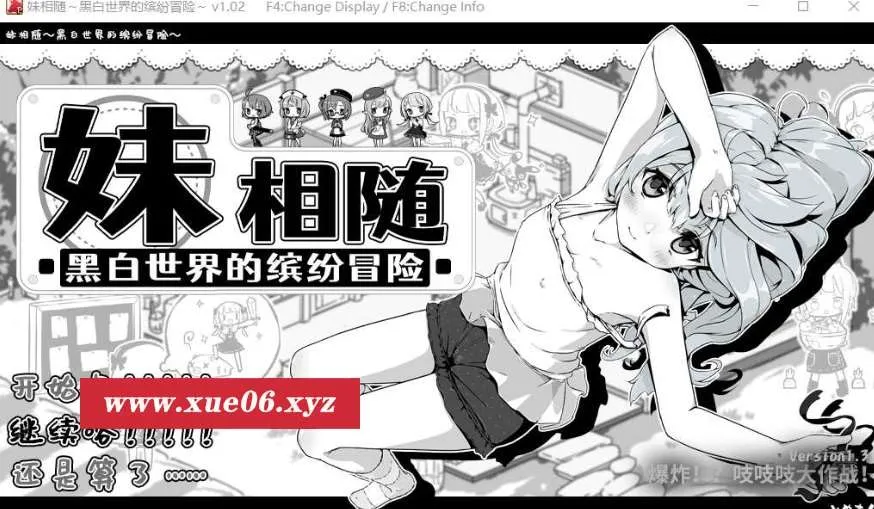 妹相随～黑白世界的缤纷冒险～ v1.02 F4:Change Display / F8:Change Info
妹相随～黑白世界的缤纷冒险～
妹相随
黑白世界的缤纷冒险
开始
www.xue06.xyz
继续咯!!!!!
还是算了……
Version1.3
爆炸!? 吱吱吱大作战!